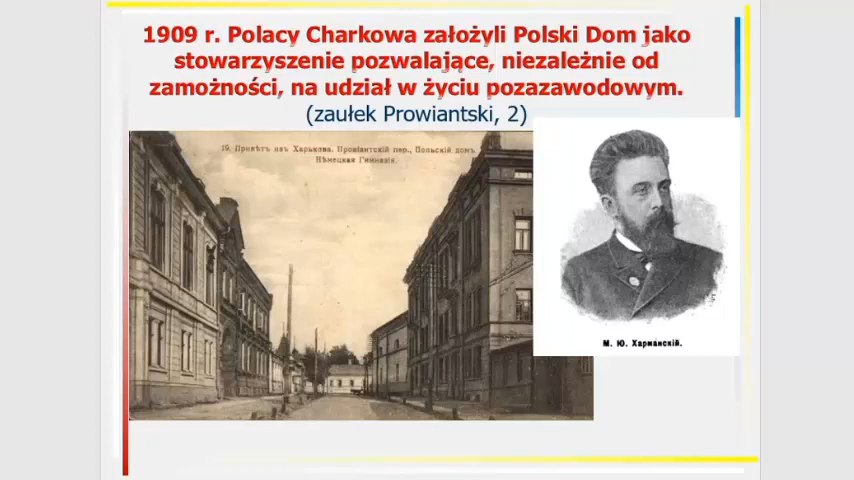 1909 r. Polacy Charkowa założyli Polski Dom jako
stowarzyszenie pozwalające, niezależnie od
zamożności, na udział w życiu pozazawodowym.
(zaułek Prowiantski, 2)
19. Привѣтъ изъ Харькова. Провіантскій пер., Польскій домъ
Нѣмецкая Гимназія.
М. Ю. Харманскій.